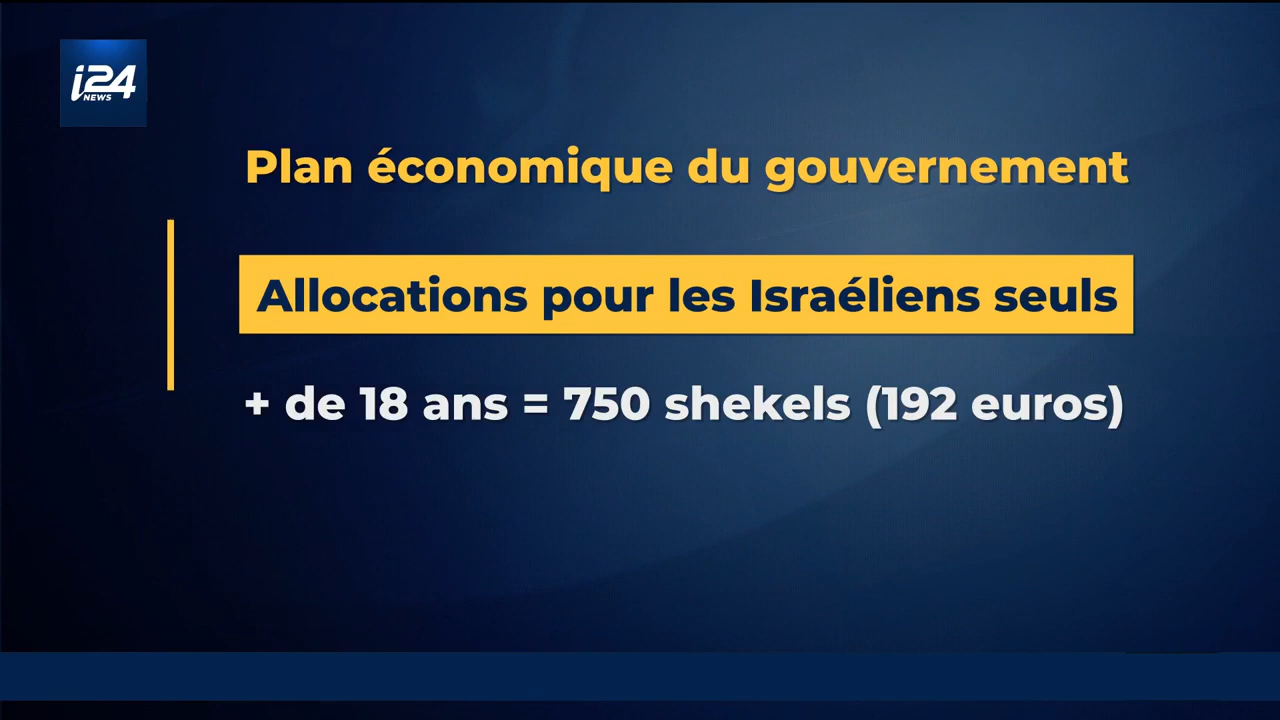 i24
NEWS
Plan économique du gouvernement
Allocations pour les Israéliens seuls
+ de 18 ans = 750 shekels (192 euros)